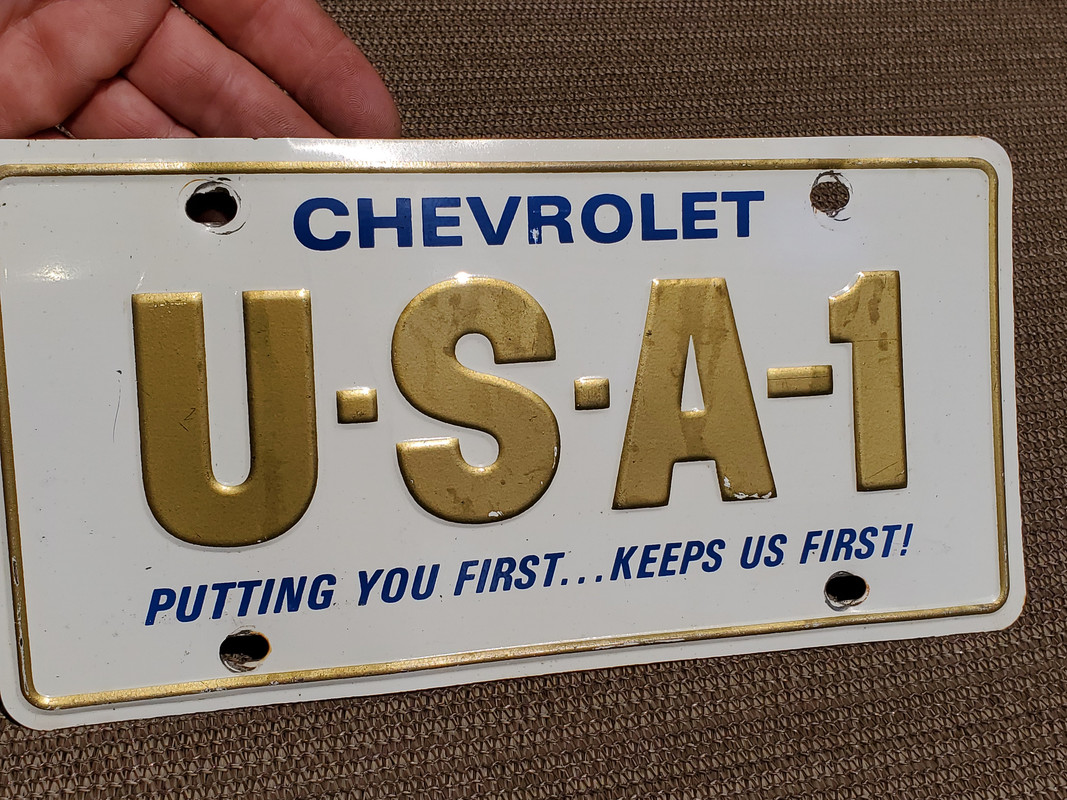 CHEVROLET
U·S·A-1
PUTTING YOU FIRST...KEEPS US FIRST!